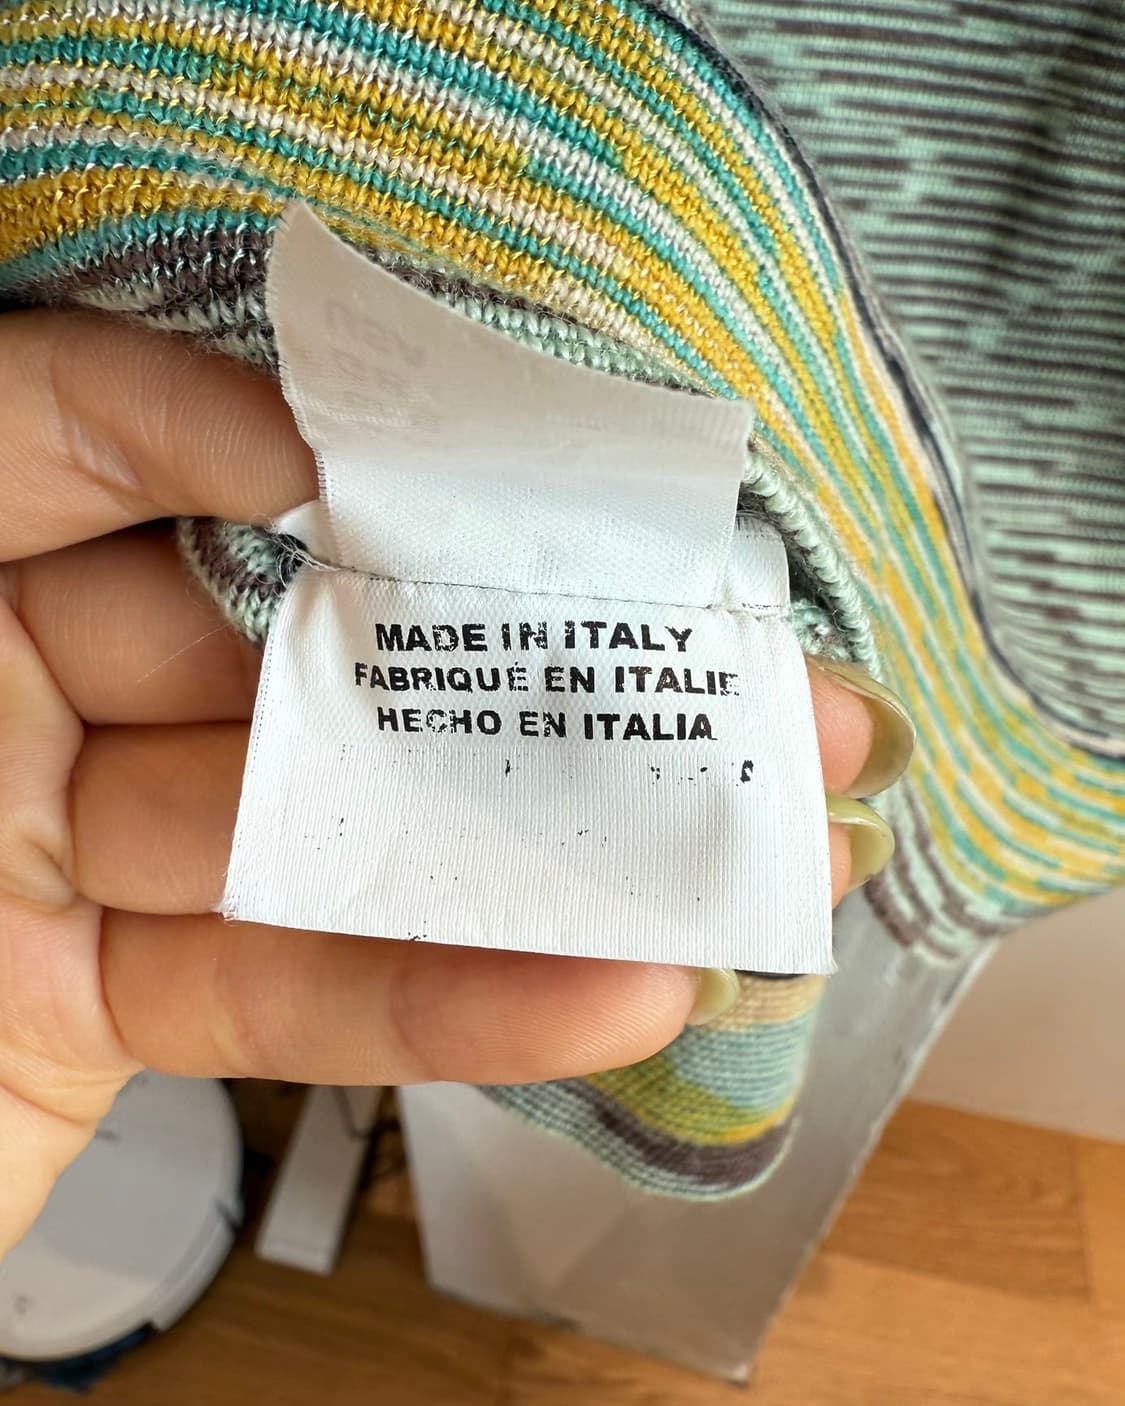 MADE IN ITALY
FABRIQUÉ EN ITALIE
HECHO EN ITALIA